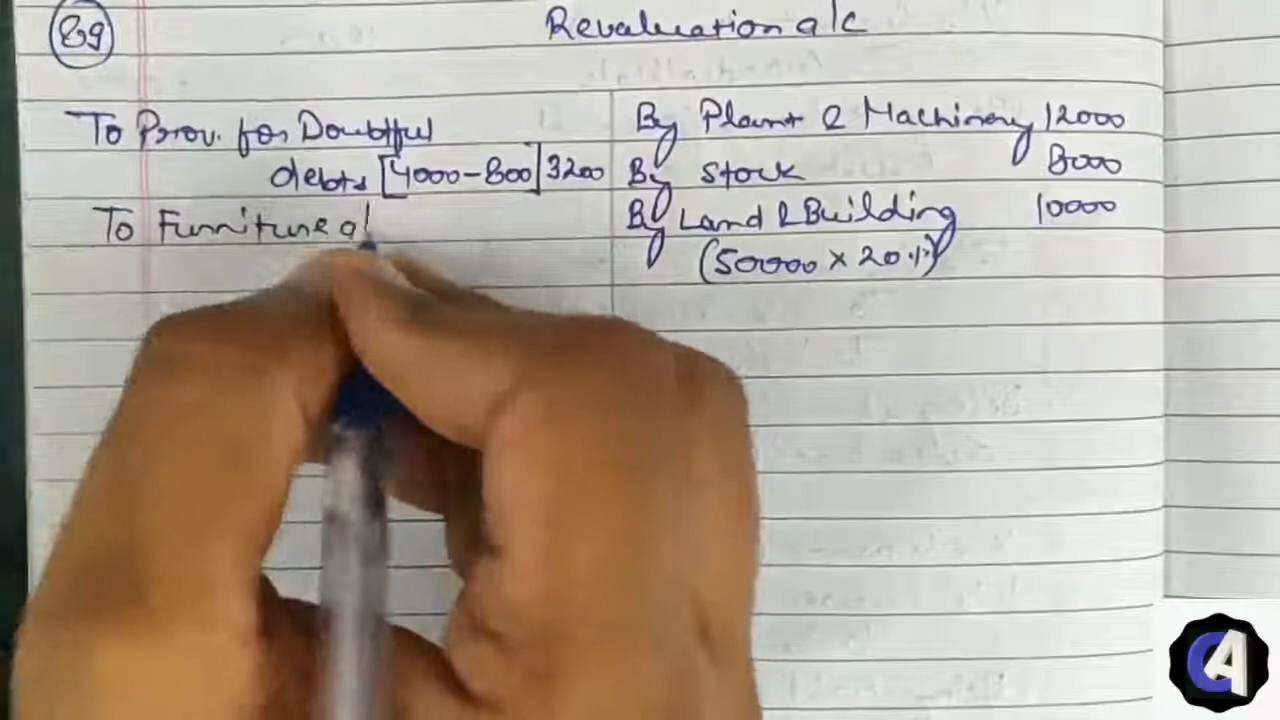 89
Revaluation a/c
To Prov. for Doubtful
debts [4000-800] 3200
To Furniture a/
By Plant & Machinery 12000
By Stock 8000
By Land & Building 10000
(50000 × 20%)
CA